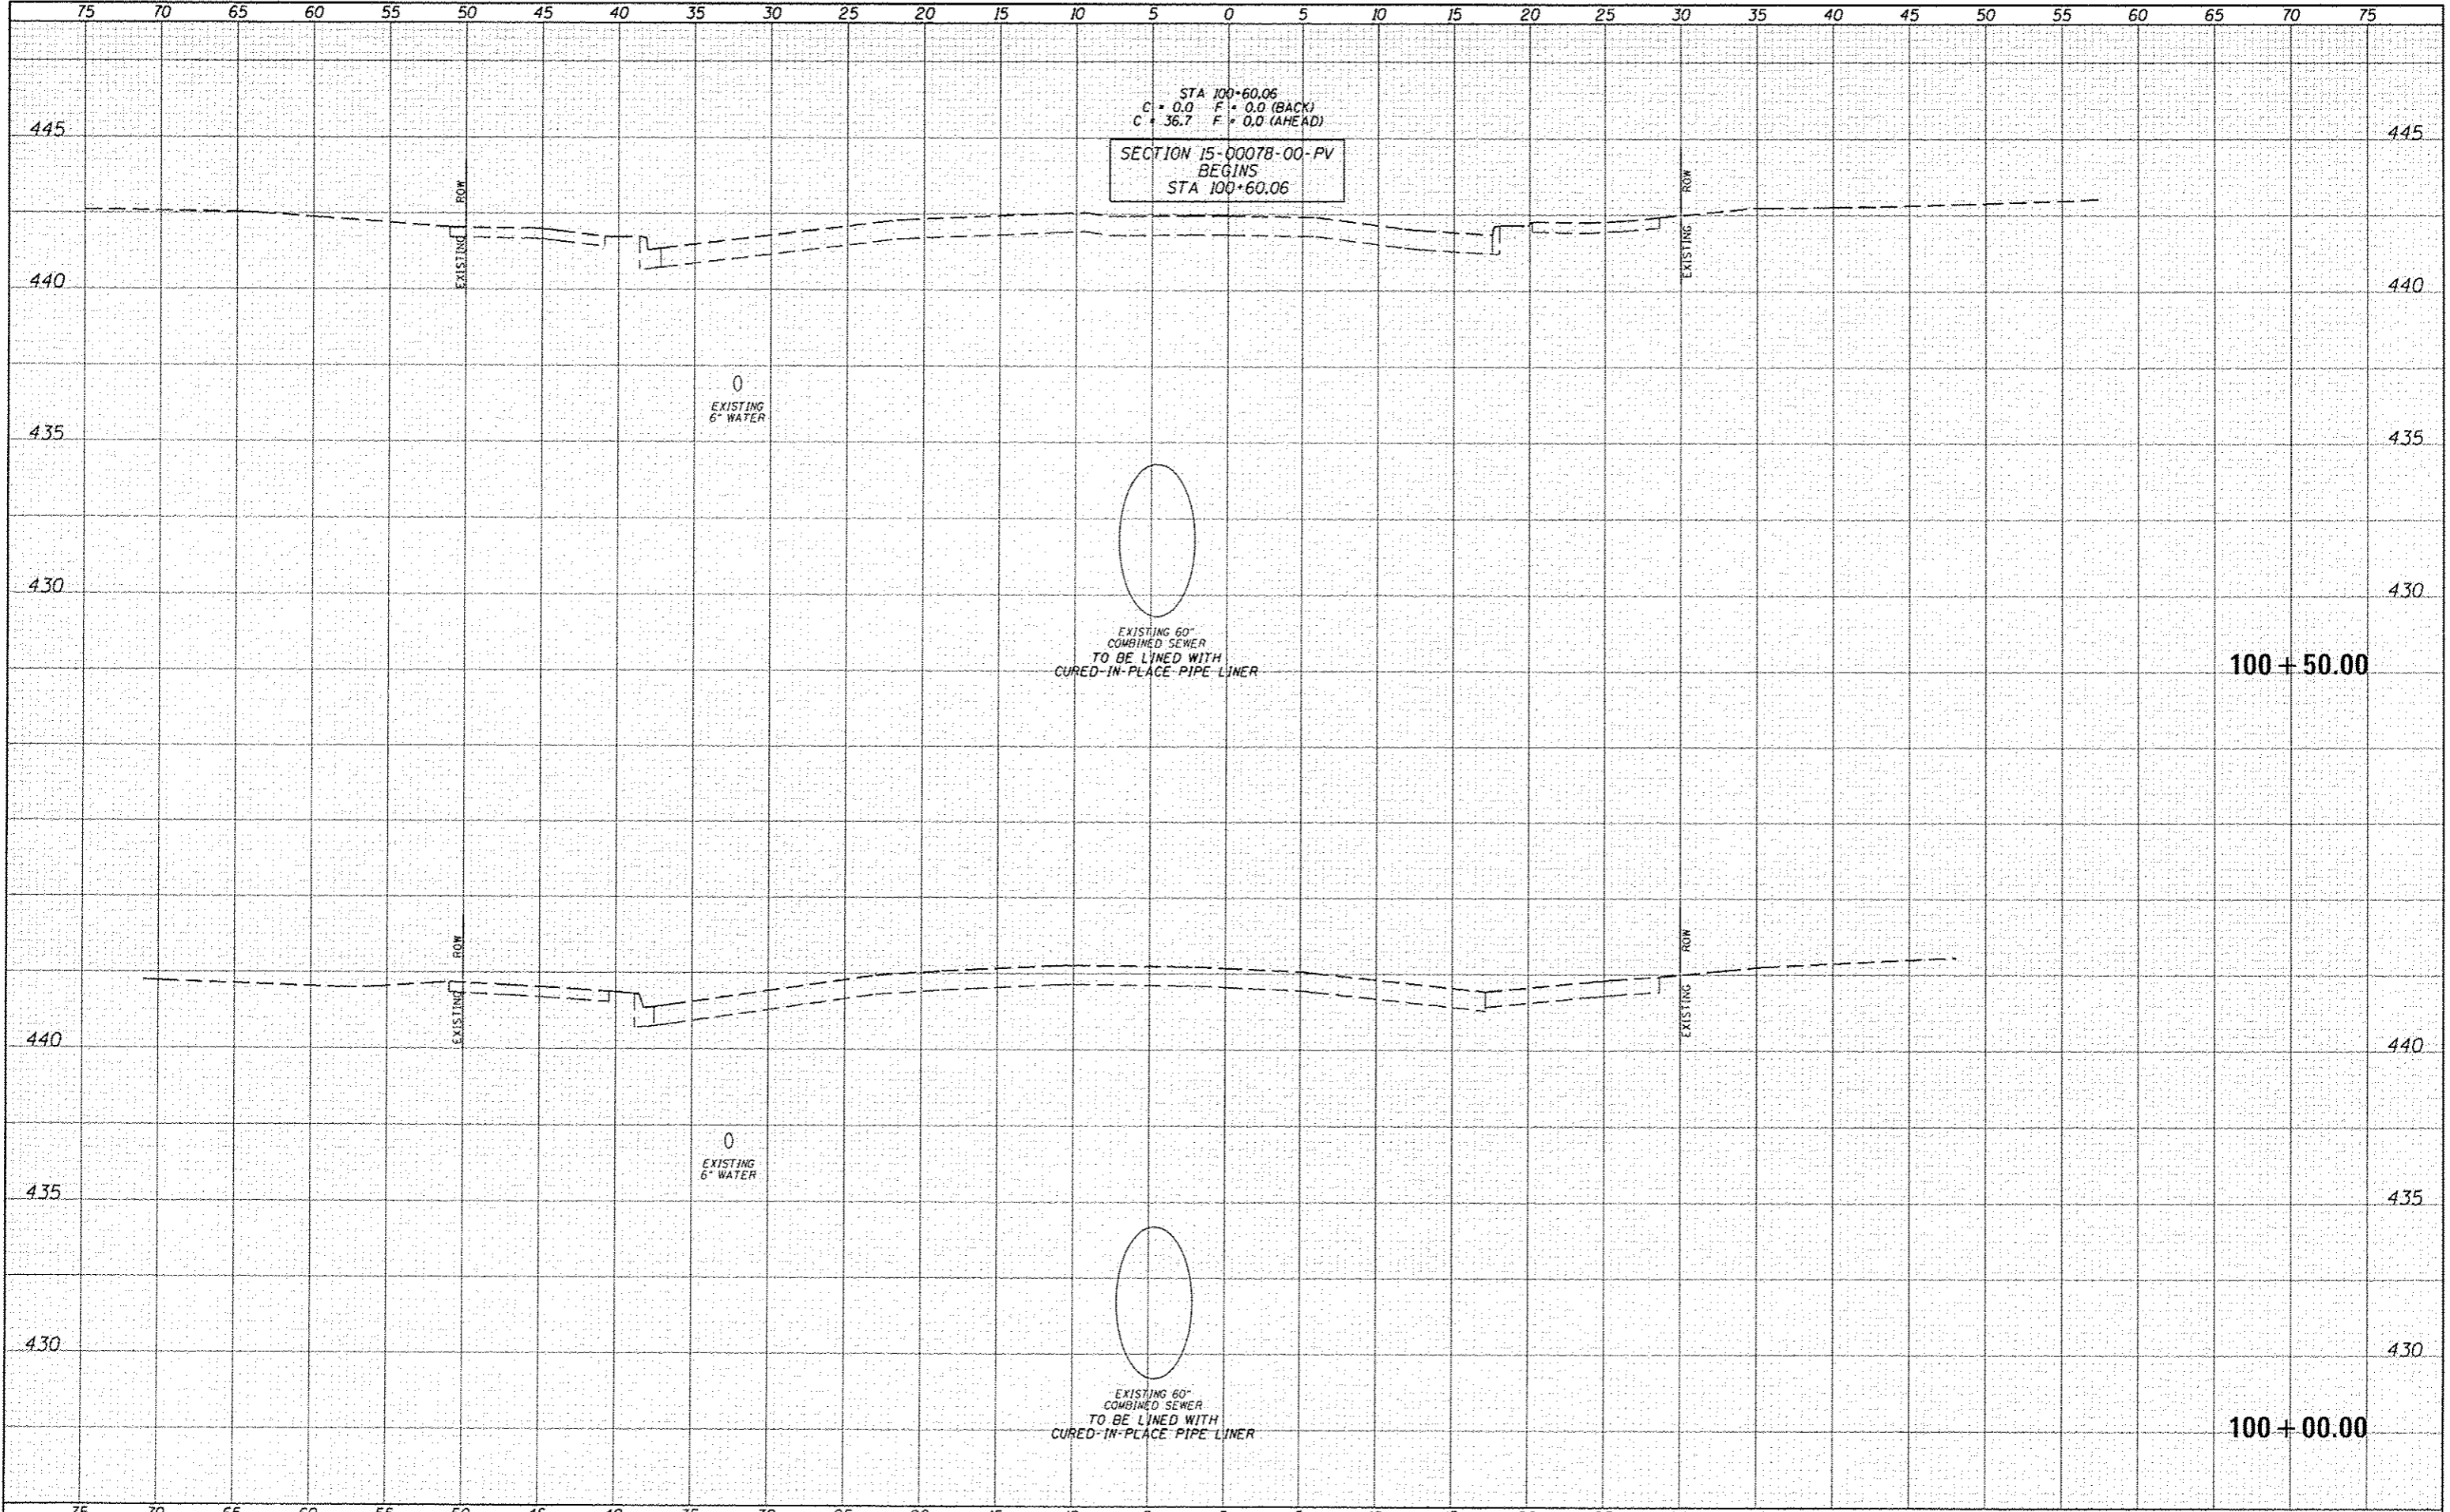 75 70 65 60 55 50 45 40 35 30 25 20 15 10 5 0 5 10 15 20 25 30 35 40 45 50 55 60 65 70 75
STA 100+60.06
C = 0.0 F = 0.0 (BACK)
C = 36.7 F = 0.0 (AHEAD)
445 445
SECTION 15-00078-00-PV
BEGINS
STA 100+60.06
EXISTING ROW
EXISTING ROW
440 440
EXISTING
6" WATER
435 435
430 430
EXISTING 60"
COMBINED SEWER
TO BE LINED WITH
CURED-IN-PLACE PIPE LINER
100 + 50.00
EXISTING ROW
EXISTING ROW
440 440
EXISTING
6" WATER
435 435
430 430
EXISTING 60"
COMBINED SEWER
TO BE LINED WITH
CURED-IN-PLACE PIPE LINER
100 + 00.00